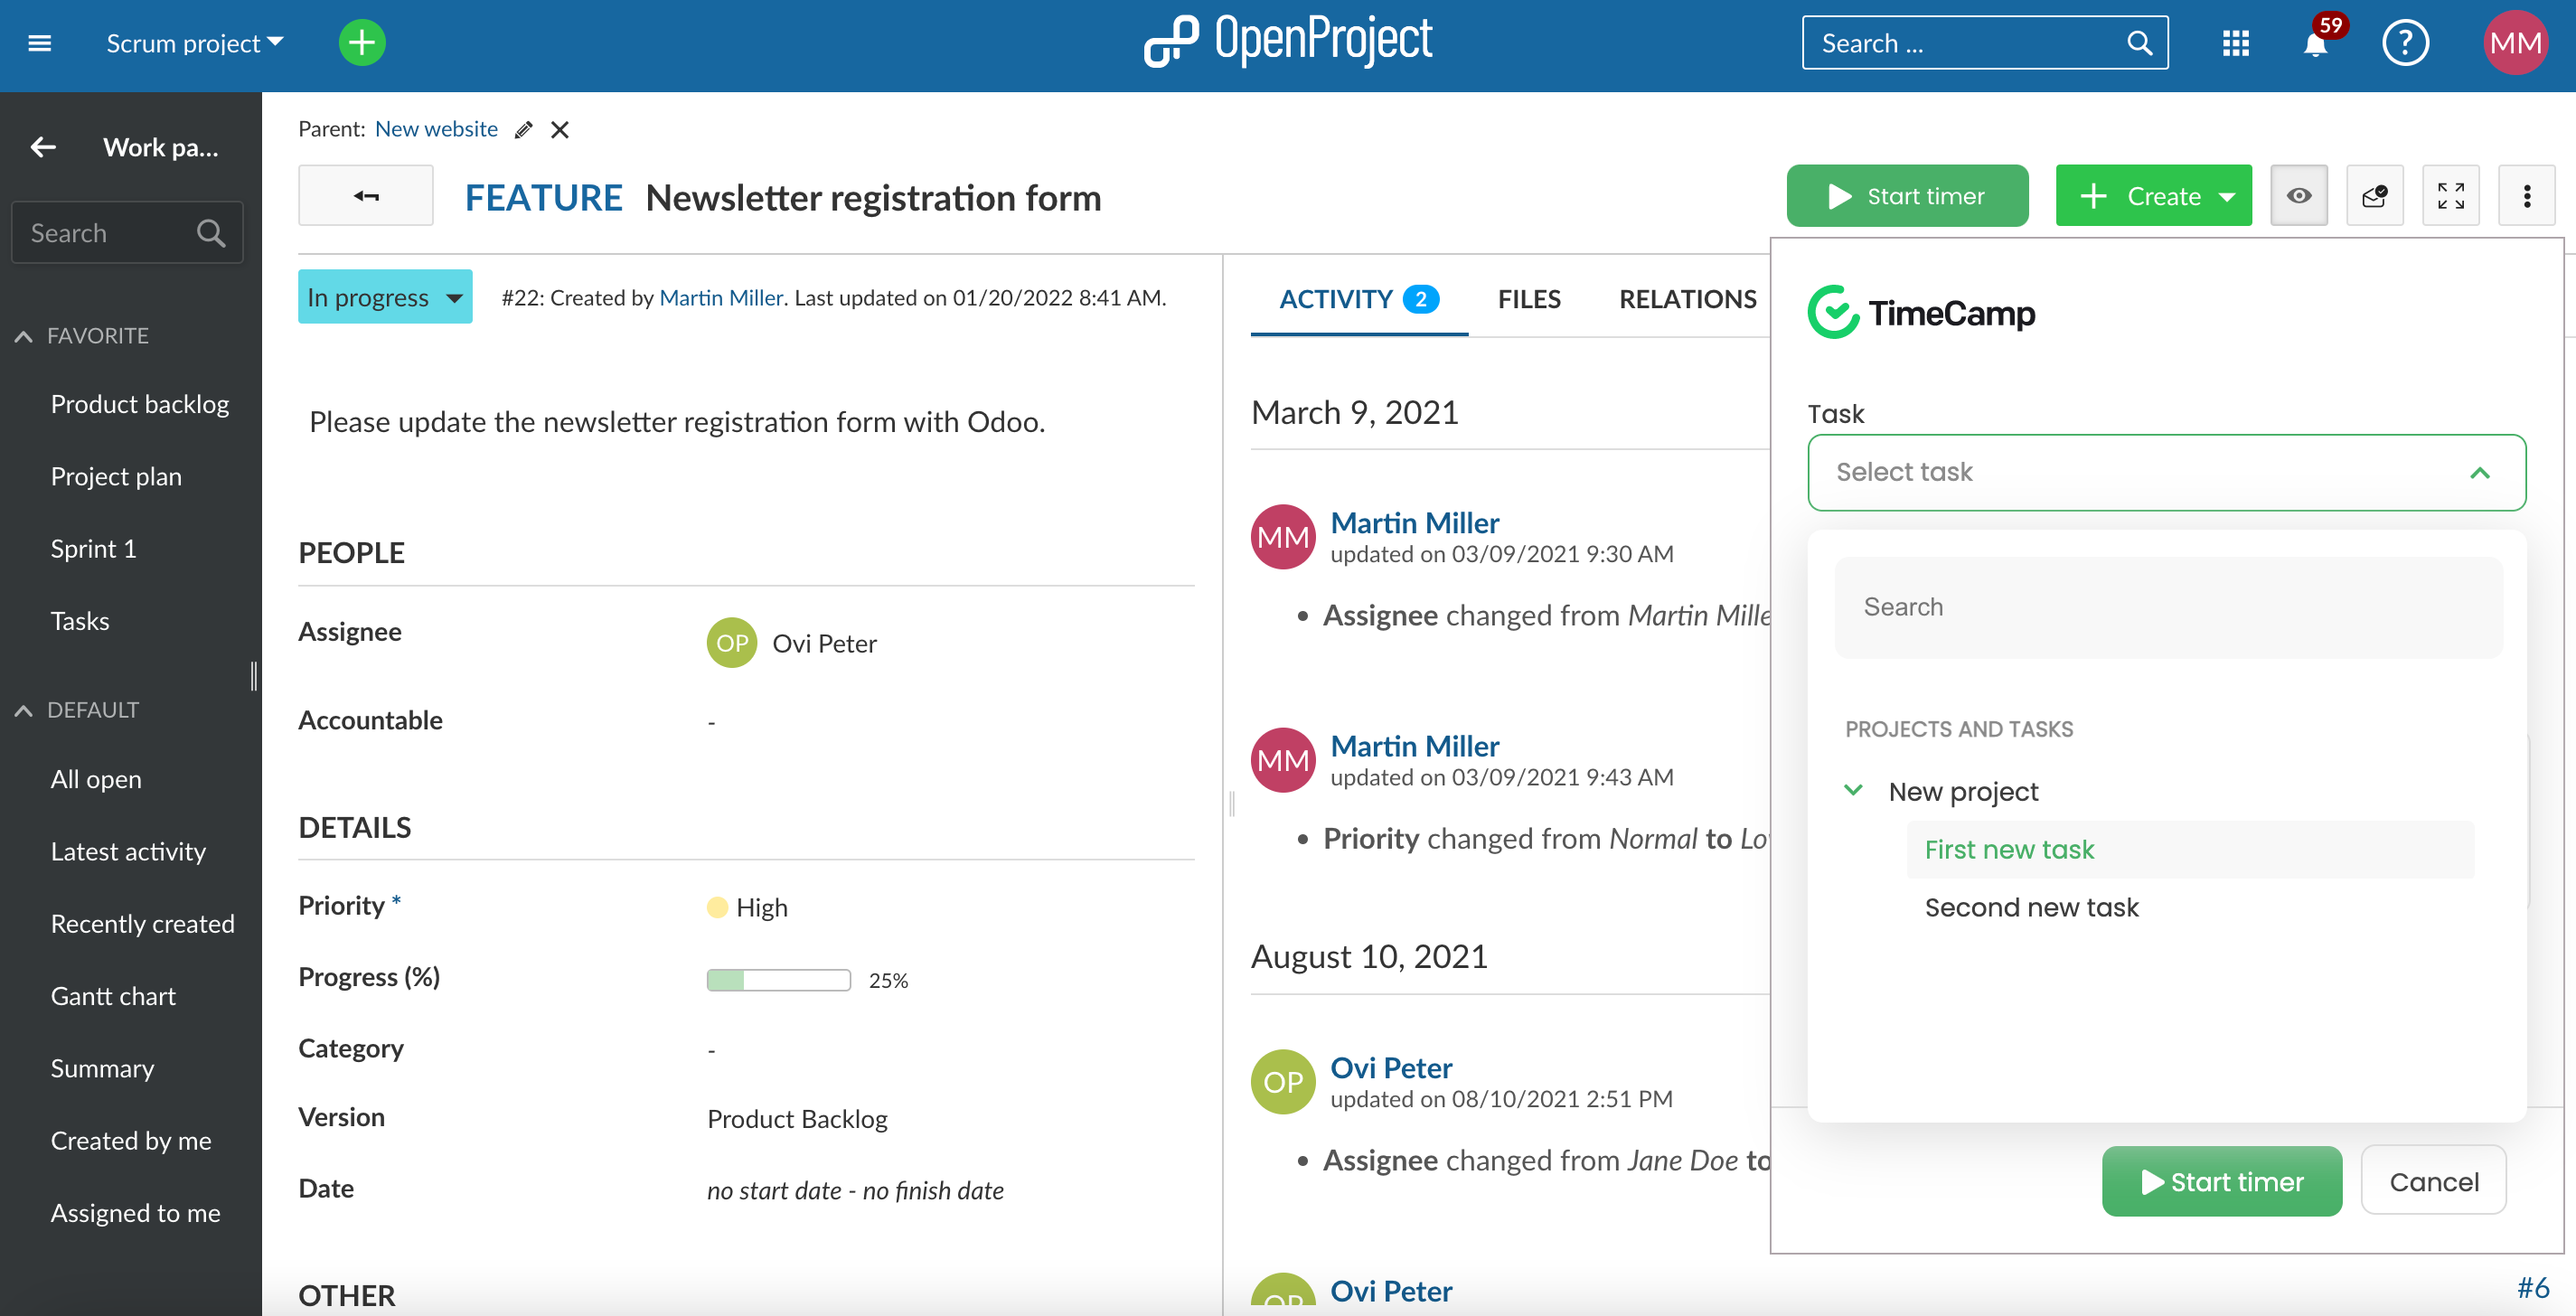 Scrum project
OpenProject
Search ...
59
?
MM
Work pa...
Search
FAVORITE
Product backlog
Project plan
Sprint 1
Tasks
DEFAULT
All open
Latest activity
Recently created
Gantt chart
Summary
Created by me
Assigned to me
Parent: New website
FEATURE Newsletter registration form
Start timer
Create
In progress
#22: Created by Martin Miller. Last updated on 01/20/2022 8:41 AM.
Please update the newsletter registration form with Odoo.
PEOPLE
Assignee
OP Ovi Peter
Accountable
-
DETAILS
Priority *
High
Progress (%)
25%
Category
-
Version
Product Backlog
Date
no start date - no finish date
OTHER
ACTIVITY 2
FILES
RELATIONS
March 9, 2021
MM
Martin Miller
updated on 03/09/2021 9:30 AM
• Assignee changed from Martin Mille
MM
Martin Miller
updated on 03/09/2021 9:43 AM
• Priority changed from Normal to Lo
August 10, 2021
OP
Ovi Peter
updated on 08/10/2021 2:51 PM
• Assignee changed from Jane Doe to
OP
Ovi Peter
#6
TimeCamp
Task
Select task
Search
PROJECTS AND TASKS
New project
First new task
Second new task
Start timer
Cancel